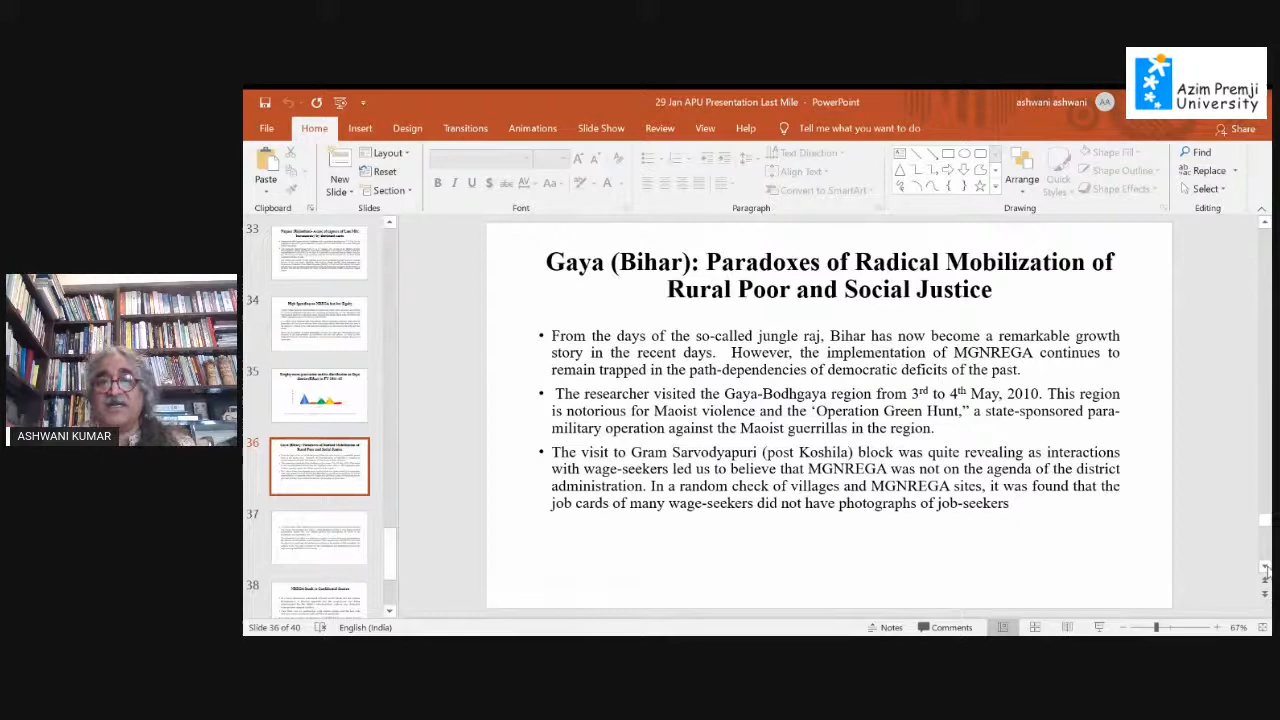 Azim Premji
University
29 Jan APU Presentation Last Mile - PowerPoint
ashwani ashwani
AA
File Home Insert Design Transitions Animations Slide Show Review View Help Tell me what you want to do
Share
Paste
New
Slide
Layout
Reset
Section
Text Direction
Align Text
Convert to SmartArt
Arrange
Quick
Styles
Shape Fill
Shape Outline
Shape Effects
Find
Replace
Select
Clipboard Slides Font Paragraph Drawing Editing
33
34
35
36
37
38
Gaya (Bihar): Paradoxes of Radical Mobilization of
Rural Poor and Social Justice
• From the days of the so-called jungle raj, Bihar has now become a remarkable growth
story in the recent days. However, the implementation of MGNREGA continues to
remain trapped in the path-dependencies of democratic deficits of the past.
• The researcher visited the Gaya-Bodhgaya region from 3rd to 4th May, 2010. This region
is notorious for Maoist violence and the ‘Operation Green Hunt,” a state-sponsored para-
military operation against the Maoist guerrillas in the region.
• The visit to Gram Sarvodyapuri (post Koshila) block was quite revealing as interactions
with wage-seekers led us to believe that MGNREGA was not on the agenda of the district
administration. In a random check of villages and MGNREGA sites, it was found that the
job cards of many wage-seekers did not have photographs of job-seekers
ASHWANI KUMAR
Slide 36 of 40 English (India) Notes Comments 67%